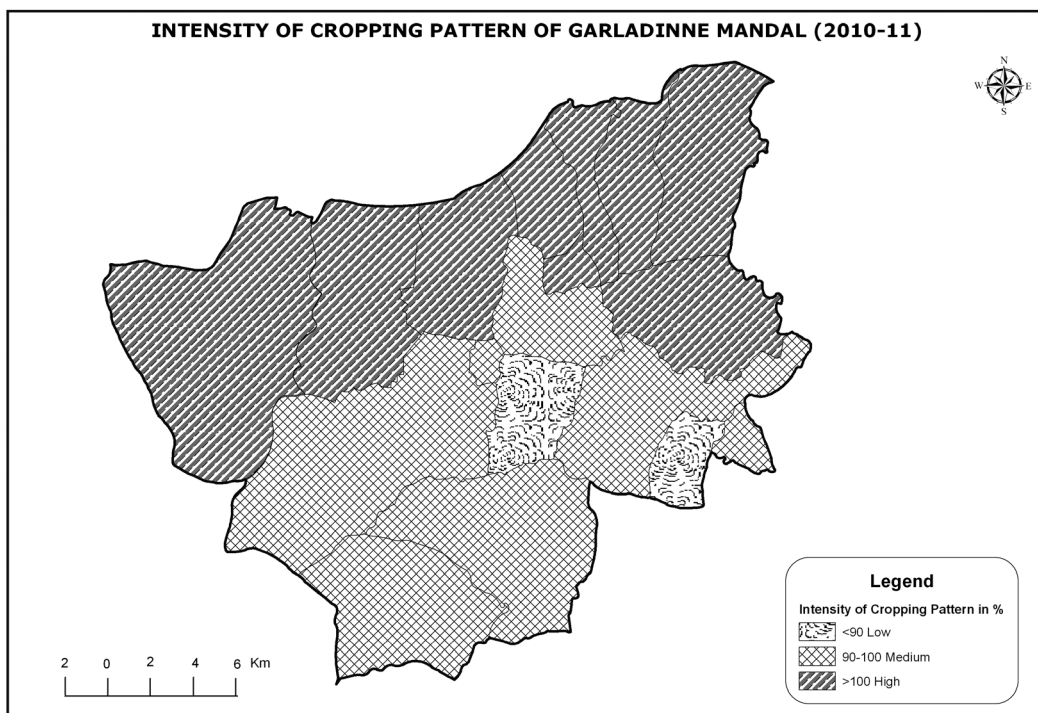 INTENSITY OF CROPPING PATTERN OF GARLADINNE MANDAL (2010-11)
N
W E
S
Legend
Intensity of Cropping Pattern in %
<90 Low
90-100 Medium
>100 High
2 0 2 4 6 Km